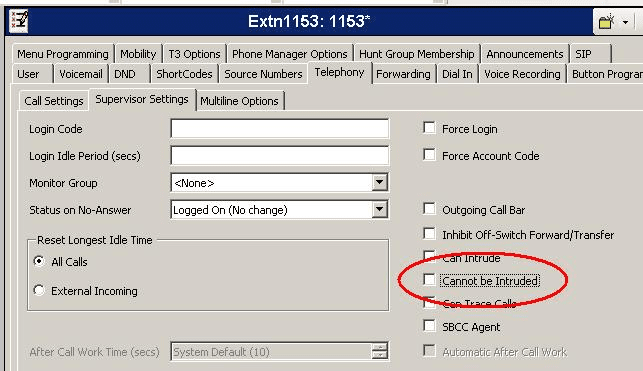 Extn1153: 1153*
Menu Programming Mobility T3 Options Phone Manager Options Hunt Group Membership Announcements SIP
User Voicemail DND ShortCodes Source Numbers Telephony Forwarding Dial In Voice Recording Button Program
Call Settings Supervisor Settings Multiline Options
Login Code
Force Login
Login Idle Period (secs)
Force Account Code
Monitor Group <None>
Status on No-Answer Logged On (No change)
Outgoing Call Bar
Inhibit Off-Switch Forward/Transfer
Reset Longest Idle Time
All Calls
Can Intrude
Cannot be Intruded
External Incoming
Can Trace Calls
SBCC Agent
After Call Work Time (secs) System Default (10)
Automatic After Call Work